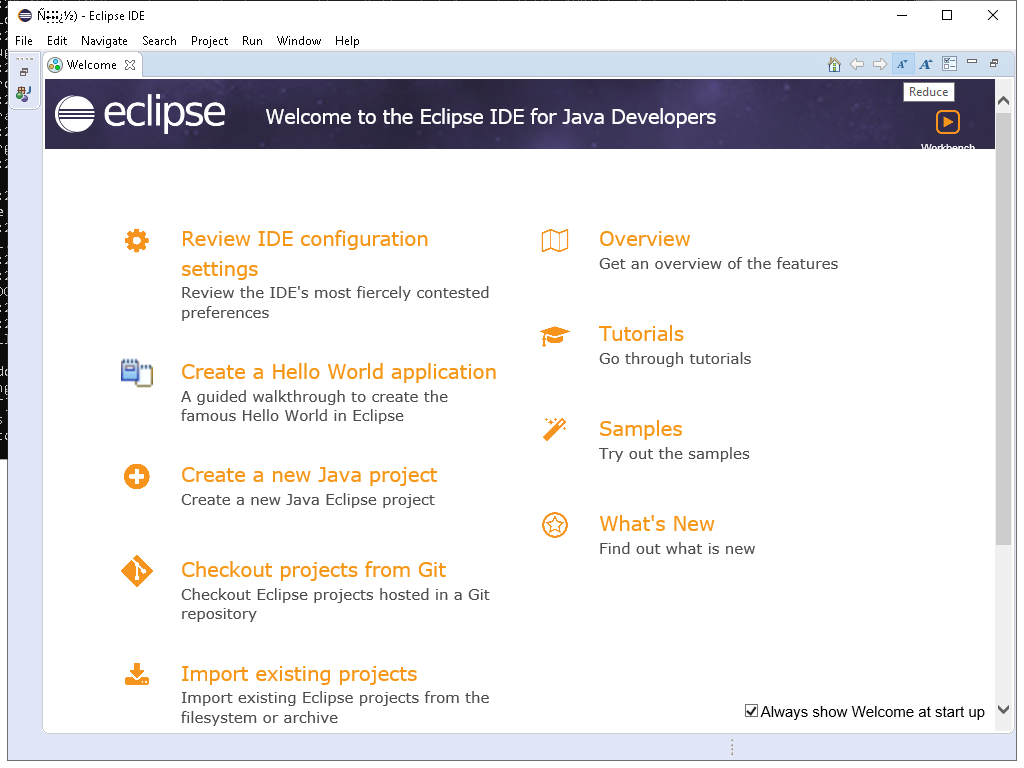 - Eclipse IDE
File Edit Navigate Search Project Run Window Help
Welcome
Reduce
eclipse
Welcome to the Eclipse IDE for Java Developers
Workbench
Review IDE configuration
settings
Review the IDE's most fiercely contested
preferences
Create a Hello World application
A guided walkthrough to create the
famous Hello World in Eclipse
Create a new Java project
Create a new Java Eclipse project
Checkout projects from Git
Checkout Eclipse projects hosted in a Git
repository
Import existing projects
Import existing Eclipse projects from the
filesystem or archive
Overview
Get an overview of the features
Tutorials
Go through tutorials
Samples
Try out the samples
What's New
Find out what is new
Always show Welcome at start up